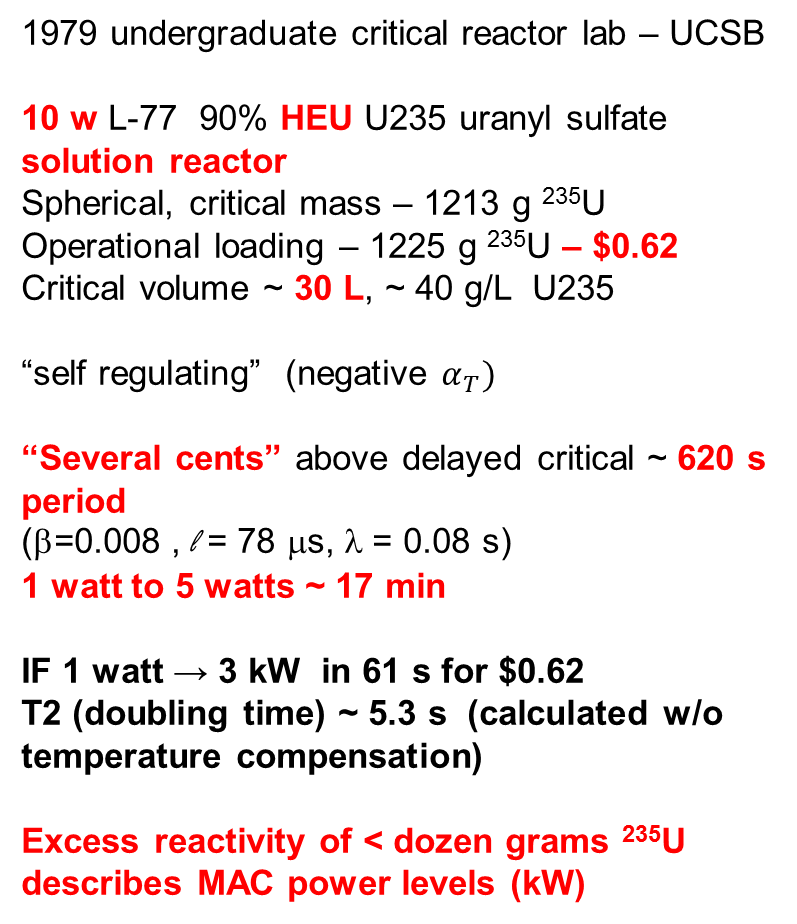 1979 undergraduate critical reactor lab – UCSB
10 w L-77  90% HEU U235 uranyl sulfate
solution reactor
Spherical, critical mass – 1213 g ²³⁵U
Operational loading – 1225 g ²³⁵U – $0.62
Critical volume ~ 30 L, ~ 40 g/L  U235
“self regulating”  (negative 𝛼_T)
“Several cents” above delayed critical ~ 620 s
period
(β=0.008 , ℓ= 78 μs, λ = 0.08 s)
1 watt to 5 watts ~ 17 min
IF 1 watt → 3 kW  in 61 s for $0.62
T2 (doubling time) ~ 5.3 s  (calculated w/o
temperature compensation)
Excess reactivity of < dozen grams ²³⁵U
describes MAC power levels (kW)